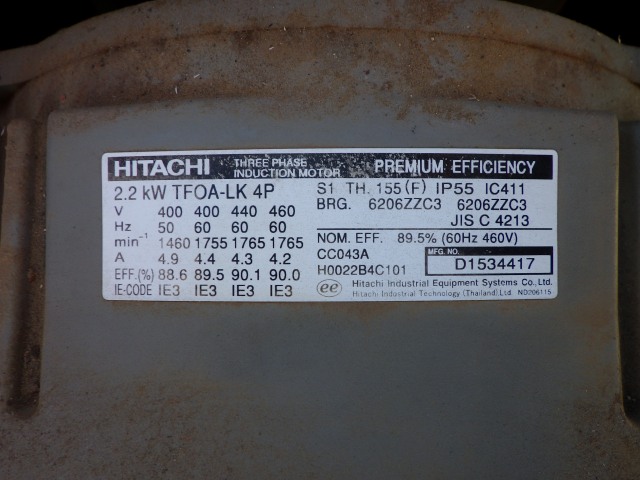 HITACHI THREE PHASE INDUCTION MOTOR PREMIUM EFFICIENCY
2.2 kW TFOA-LK 4P
V 400 400 440 460
Hz 50 60 60 60
min⁻¹ 1460 1755 1765 1765
A 4.9 4.4 4.3 4.2
EFF.(%) 88.6 89.5 90.1 90.0
IE-CODE IE3 IE3 IE3 IE3
S1 TH. 155(F) IP55 IC411
BRG. 6206ZZC3 6206ZZC3
JIS C 4213
NOM. EFF. 89.5% (60Hz 460V)
CC043A
H0022B4C101
MFG. NO. D1534417
ee Hitachi Industrial Equipment Systems Co., Ltd.
Hitachi Industrial Technology (Thailand),Ltd. ND206115